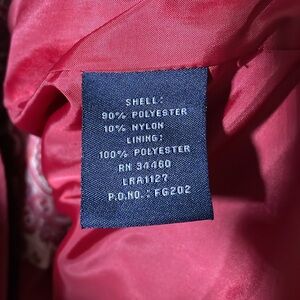 SHELL:
90% POLYESTER
10% NYLON
LINING:
100% POLYESTER
RN 34460
LRA1127
P.O.NO.: FG202